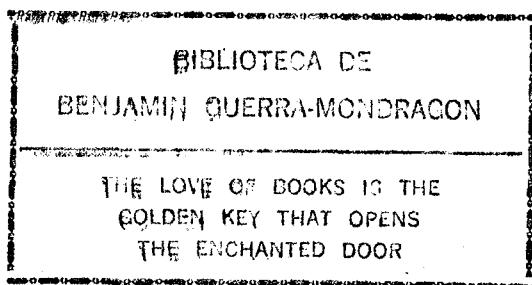 BIBLIOTECA DE
BENJAMIN GUERRA-MONDRAGON
THE LOVE OF BOOKS IS THE
GOLDEN KEY THAT OPENS
THE ENCHANTED DOOR